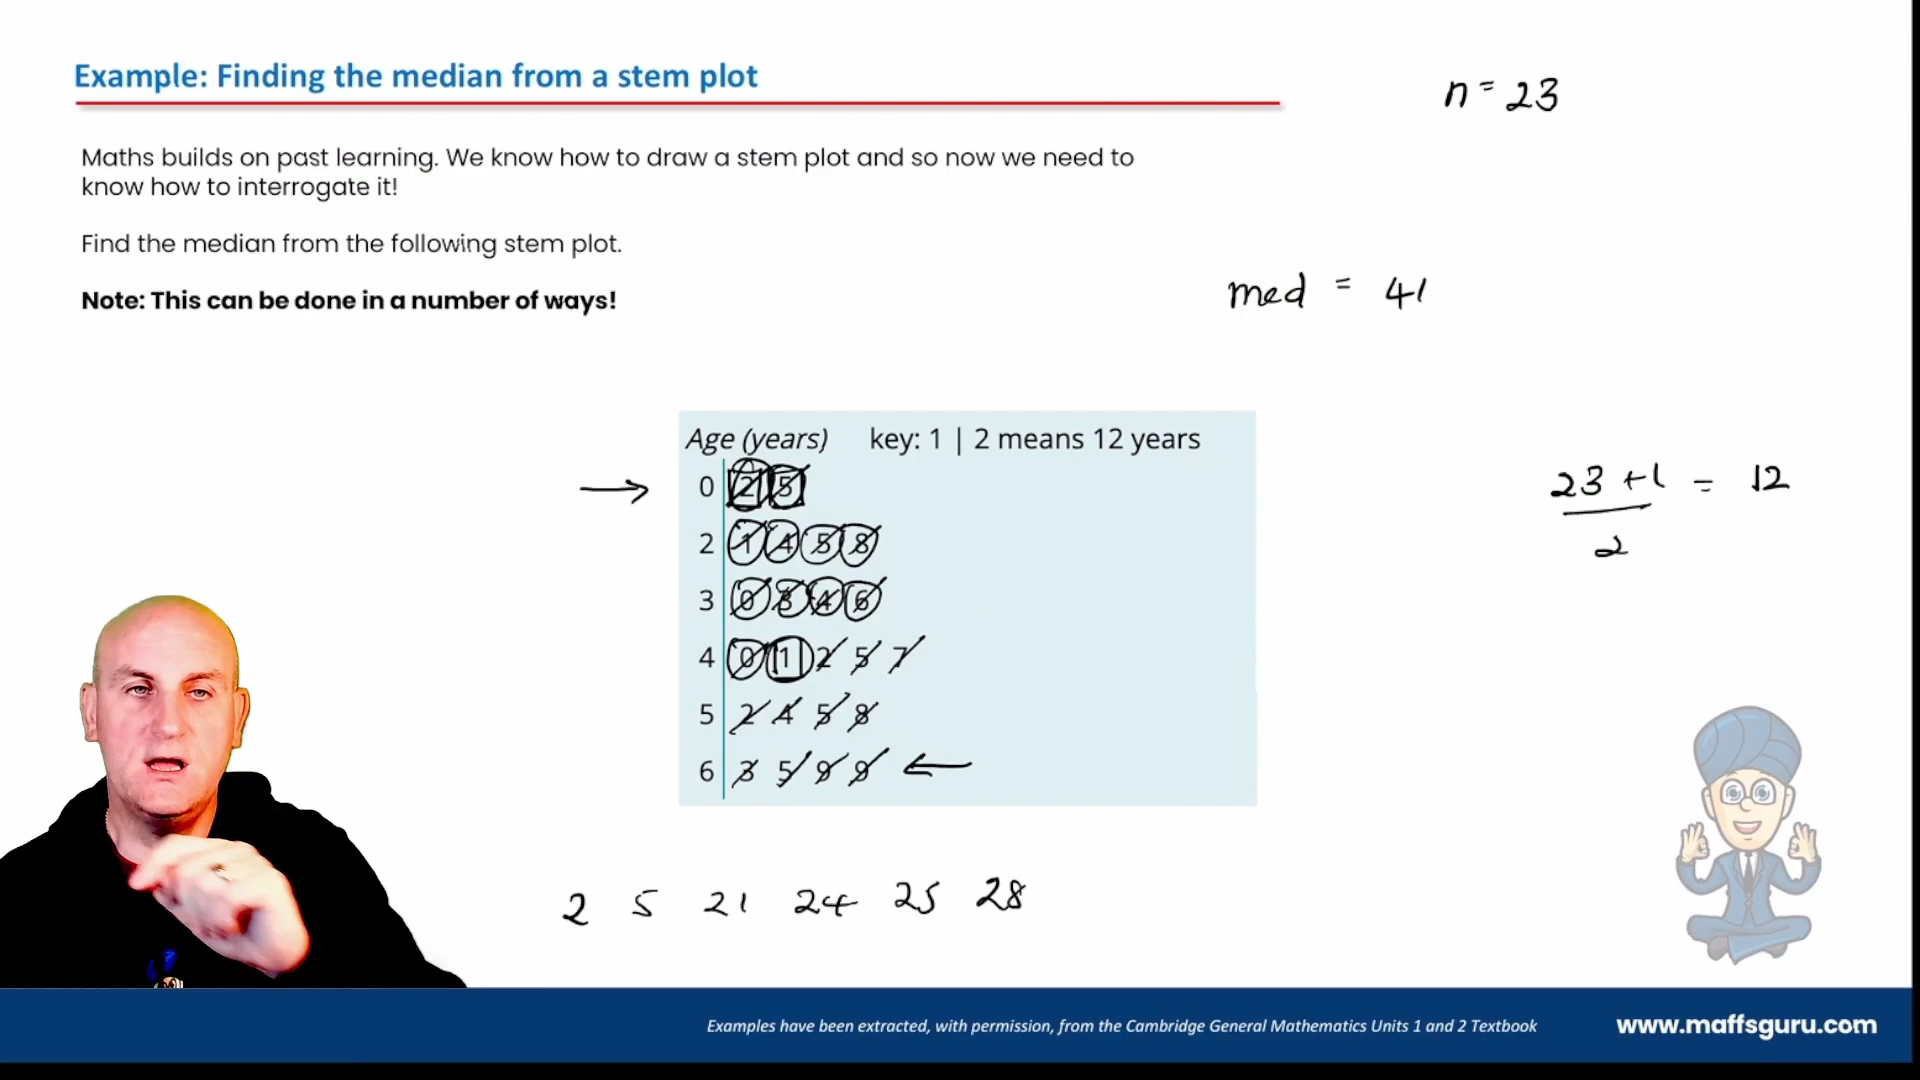 Example: Finding the median from a stem plot
n = 23
Maths builds on past learning. We know how to draw a stem plot and so now we need to
know how to interrogate it!
Find the median from the following stem plot.
Note: This can be done in a number of ways!
med = 41
Age (years) key: 1 | 2 means 12 years
0 2 5
2 1 4 5 8
3 0 3 4 6
4 0 1 2 5 7
5 2 4 5 8
6 3 5 9 9
23 +1 = 12
2
2 5 21 24 25 28
Examples have been extracted, with permission, from the Cambridge General Mathematics Units 1 and 2 Textbook
www.maffsguru.com